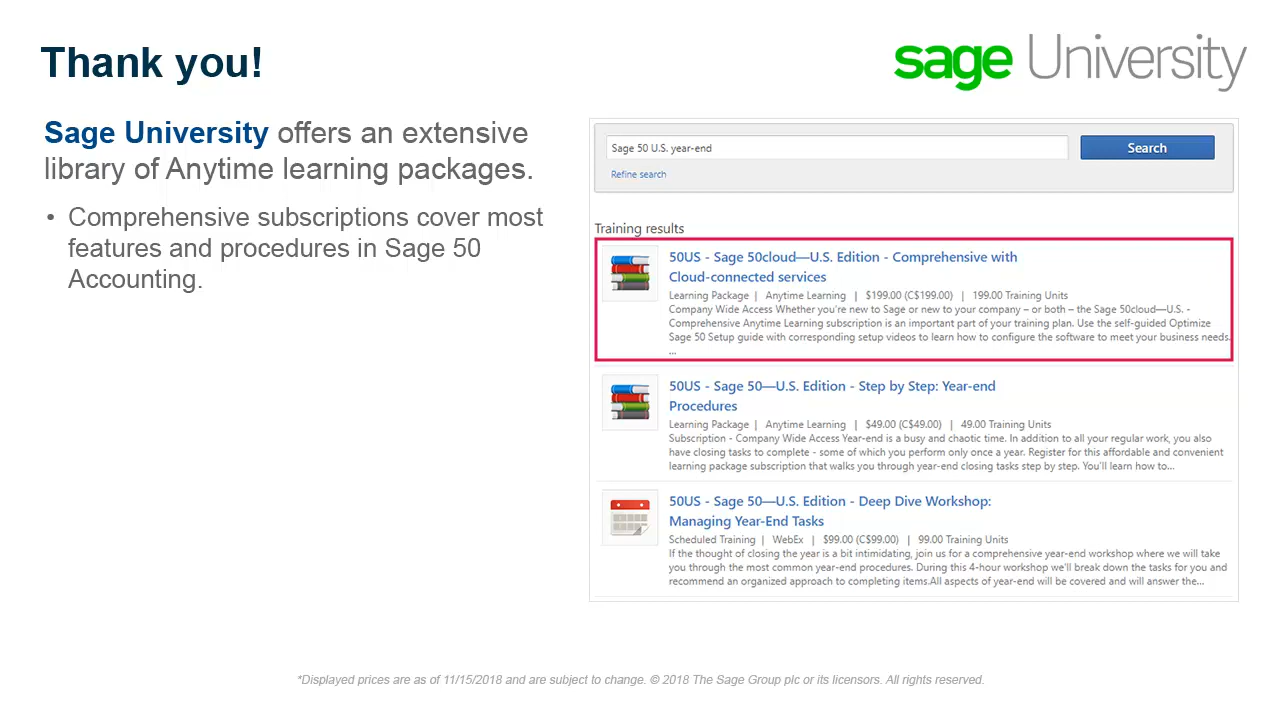 Thank you!
sage University
Sage University offers an extensive
library of Anytime learning packages.
• Comprehensive subscriptions cover most
features and procedures in Sage 50
Accounting.
Sage 50 U.S. year-end
Search
Refine search
Training results
50US - Sage 50cloud—U.S. Edition - Comprehensive with
Cloud-connected services
Learning Package | Anytime Learning | $199.00 (C$199.00) | 199.00 Training Units
Company Wide Access Whether you're new to Sage or new to your company – or both – the Sage 50cloud—U.S. -
Comprehensive Anytime Learning subscription is an important part of your training plan. Use the self-guided Optimize
Sage 50 Setup guide with corresponding setup videos to learn how to configure the software to meet your business needs.
...
50US - Sage 50—U.S. Edition - Step by Step: Year-end
Procedures
Learning Package | Anytime Learning | $49.00 (C$49.00) | 49.00 Training Units
Subscription - Company Wide Access Year-end is a busy and chaotic time. In addition to all your regular work, you also
have closing tasks to complete - some of which you perform only once a year. Register for this affordable and convenient
learning package subscription that walks you through year-end closing tasks step by step. You'll learn how to...
50US - Sage 50—U.S. Edition - Deep Dive Workshop:
Managing Year-End Tasks
Scheduled Training | WebEx | $99.00 (C$99.00) | 99.00 Training Units
If the thought of closing the year is a bit intimidating, join us for a comprehensive year-end workshop where we will take
you through the most common year-end procedures. During this 4-hour workshop we'll break down the tasks for you and
recommend an organized approach to completing items.All aspects of year-end will be covered and will answer the...
*Displayed prices are as of 11/15/2018 and are subject to change. © 2018 The Sage Group plc or its licensors. All rights reserved.